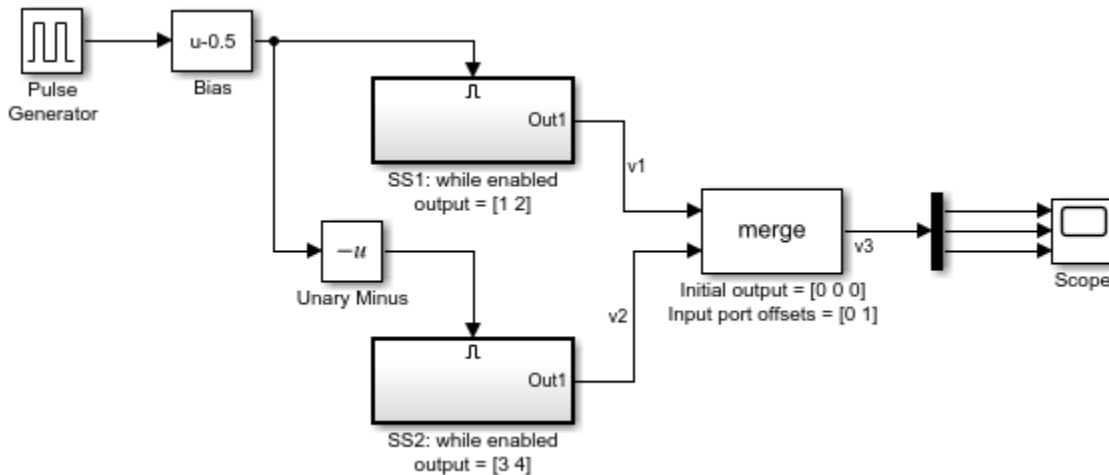 Pulse
Generator
u-0.5
Bias
Out1
SS1: while enabled
output = [1 2]
v1
−u
Unary Minus
merge
v3
Initial output = [0 0 0]
Input port offsets = [0 1]
Scope
v2
Out1
SS2: while enabled
output = [3 4]